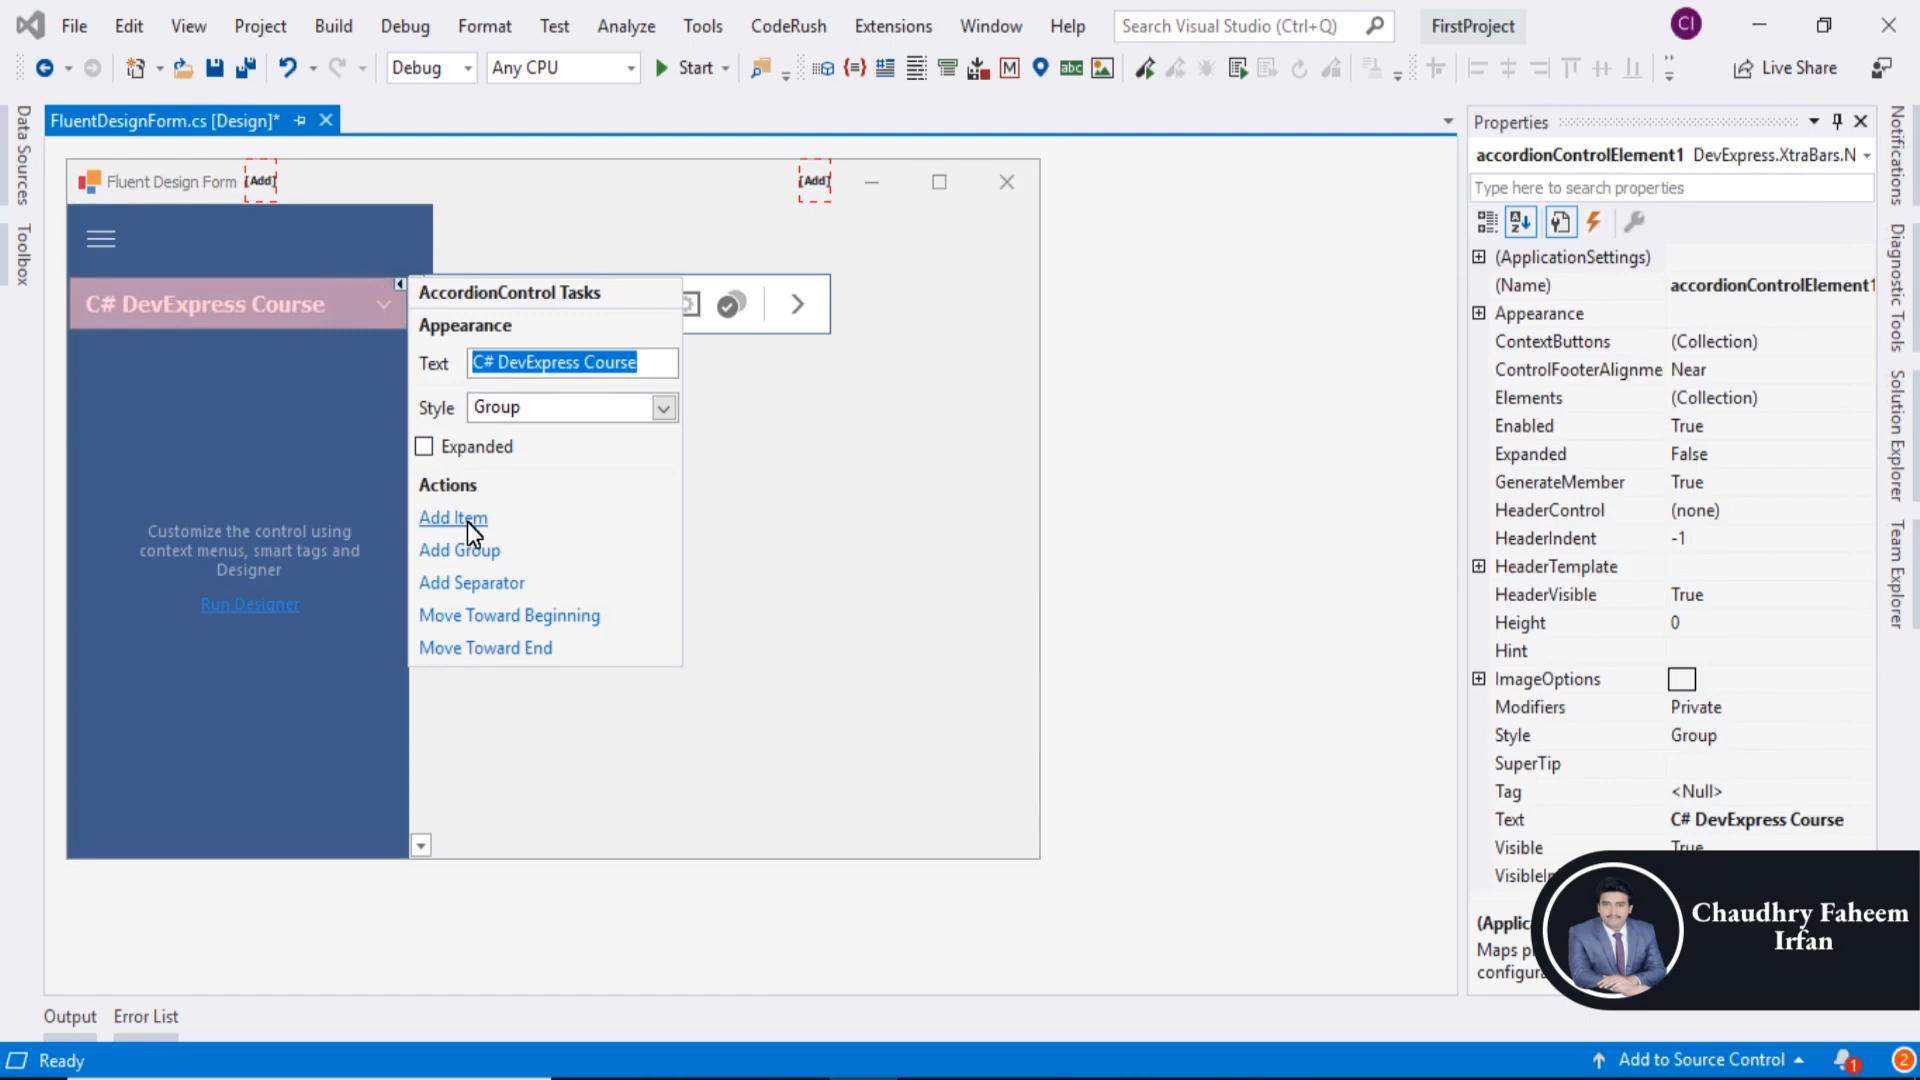 File Edit View Project Build Debug Format Test Analyze Tools CodeRush Extensions Window Help Search Visual Studio (Ctrl+Q) FirstProject CI
Debug Any CPU Start M abc Live Share
Data Sources
Toolbox
FluentDesignForm.cs [Design]*
Fluent Design Form [Add] [Add]
C# DevExpress Course
Customize the control using
context menus, smart tags and
Designer
Run Designer
AccordionControl Tasks
Appearance
Text C# DevExpress Course
Style Group
Expanded
Actions
Add Item
Add Group
Add Separator
Move Toward Beginning
Move Toward End
Properties
accordionControlElement1 DevExpress.XtraBars.N
Type here to search properties
(ApplicationSettings)
(Name) accordionControlElement1
Appearance
ContextButtons (Collection)
ControlFooterAlignme Near
Elements (Collection)
Enabled True
Expanded False
GenerateMember True
HeaderControl (none)
HeaderIndent -1
HeaderTemplate
HeaderVisible True
Height 0
Hint
ImageOptions
Modifiers Private
Style Group
SuperTip
Tag <Null>
Text C# DevExpress Course
Visible True
(Applic
Maps p
configur
Notifications
Diagnostic Tools
Solution Explorer
Team Explorer
Chaudhry Faheem
Irfan
Output Error List
Ready Add to Source Control 1 2